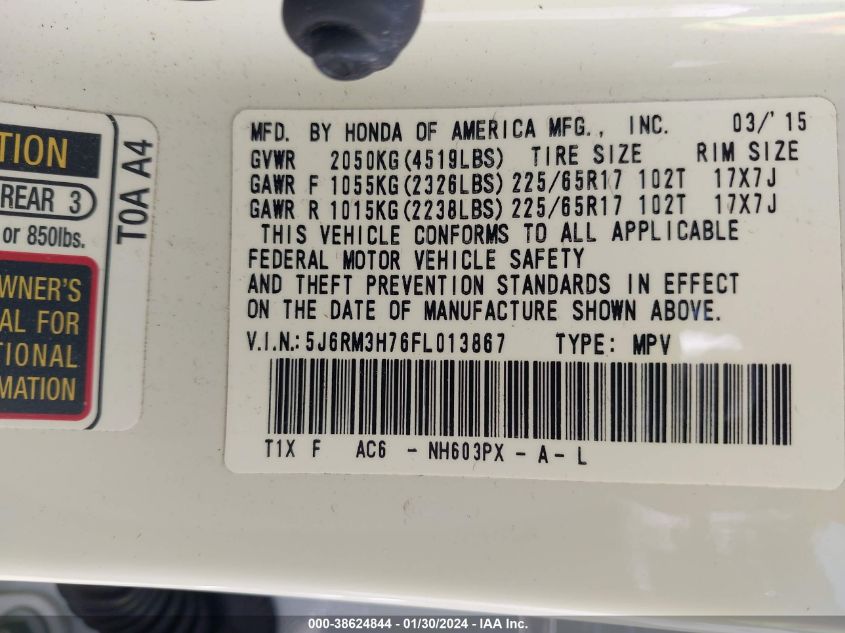 TION
REAR 3
or 850lbs.
WNER'S
AL FOR
TIONAL
MATION
T0A A4
MFD. BY HONDA OF AMERICA MFG., INC. 03/'15
GVWR 2050KG(4519LBS) TIRE SIZE RIM SIZE
GAWR F 1055KG(2326LBS) 225/65R17 102T 17X7J
GAWR R 1015KG(2238LBS) 225/65R17 102T 17X7J
THIS VEHICLE CONFORMS TO ALL APPLICABLE
FEDERAL MOTOR VEHICLE SAFETY
AND THEFT PREVENTION STANDARDS IN EFFECT
ON THE DATE OF MANUFACTURE SHOWN ABOVE.
V.I.N.: 5J6RM3H76FL013867 TYPE: MPV
T1X F AC6 - NH603PX - A - L
000-38624844 - 01/30/2024 - IAA Inc.